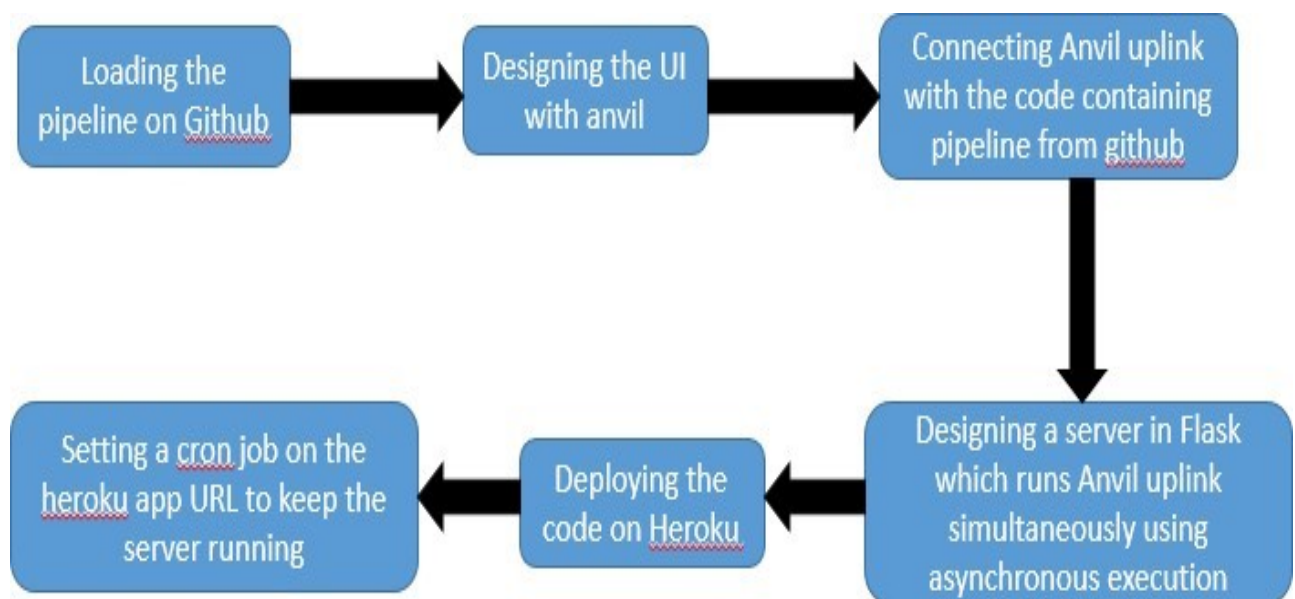 Loading the
pipeline on Github
Designing the UI
with anvil
Connecting Anvil uplink
with the code containing
pipeline from github
Designing a server in Flask
which runs Anvil uplink
simultaneously using
asynchronous execution
Deploying the
code on Heroku
Setting a cron job on the
heroku app URL to keep the
server running